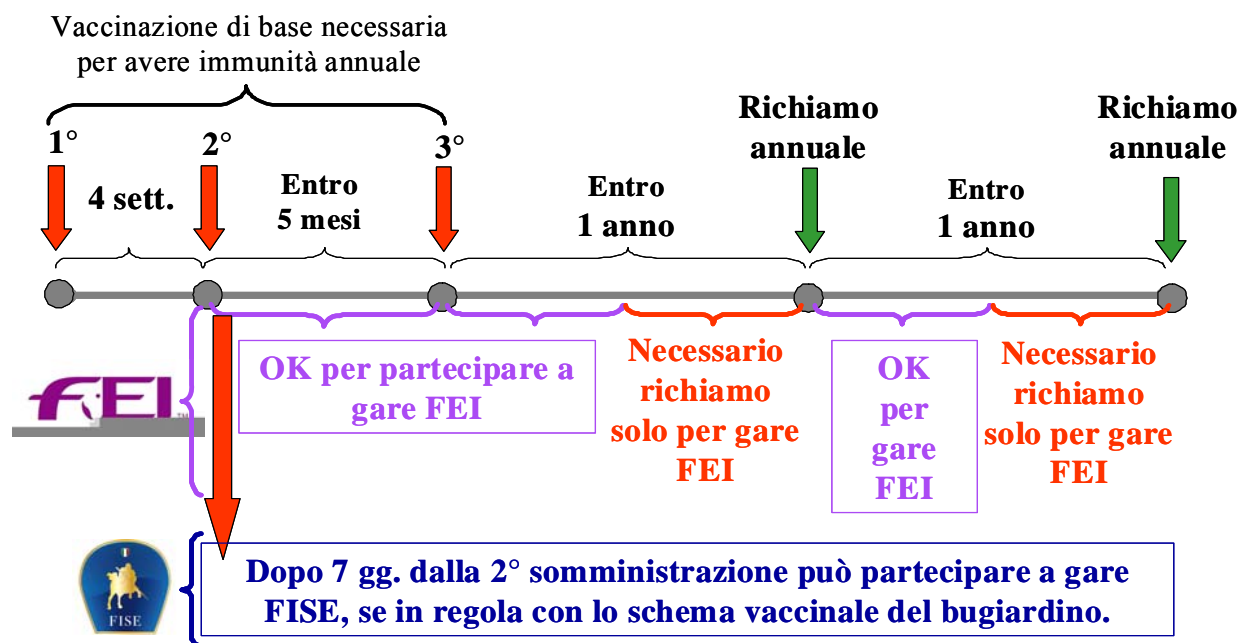 Vaccinazione di base necessaria
per avere immunità annuale
1°
2°
3°
Richiamo
annuale
Richiamo
annuale
4 sett.
Entro
5 mesi
Entro
1 anno
Entro
1 anno
FEI
TM
OK per partecipare a
gare FEI
Necessario
richiamo
solo per gare
FEI
OK
per
gare
FEI
Necessario
richiamo
solo per gare
FEI
FISE
Dopo 7 gg. dalla 2° somministrazione può partecipare a gare
FISE, se in regola con lo schema vaccinale del bugiardino.